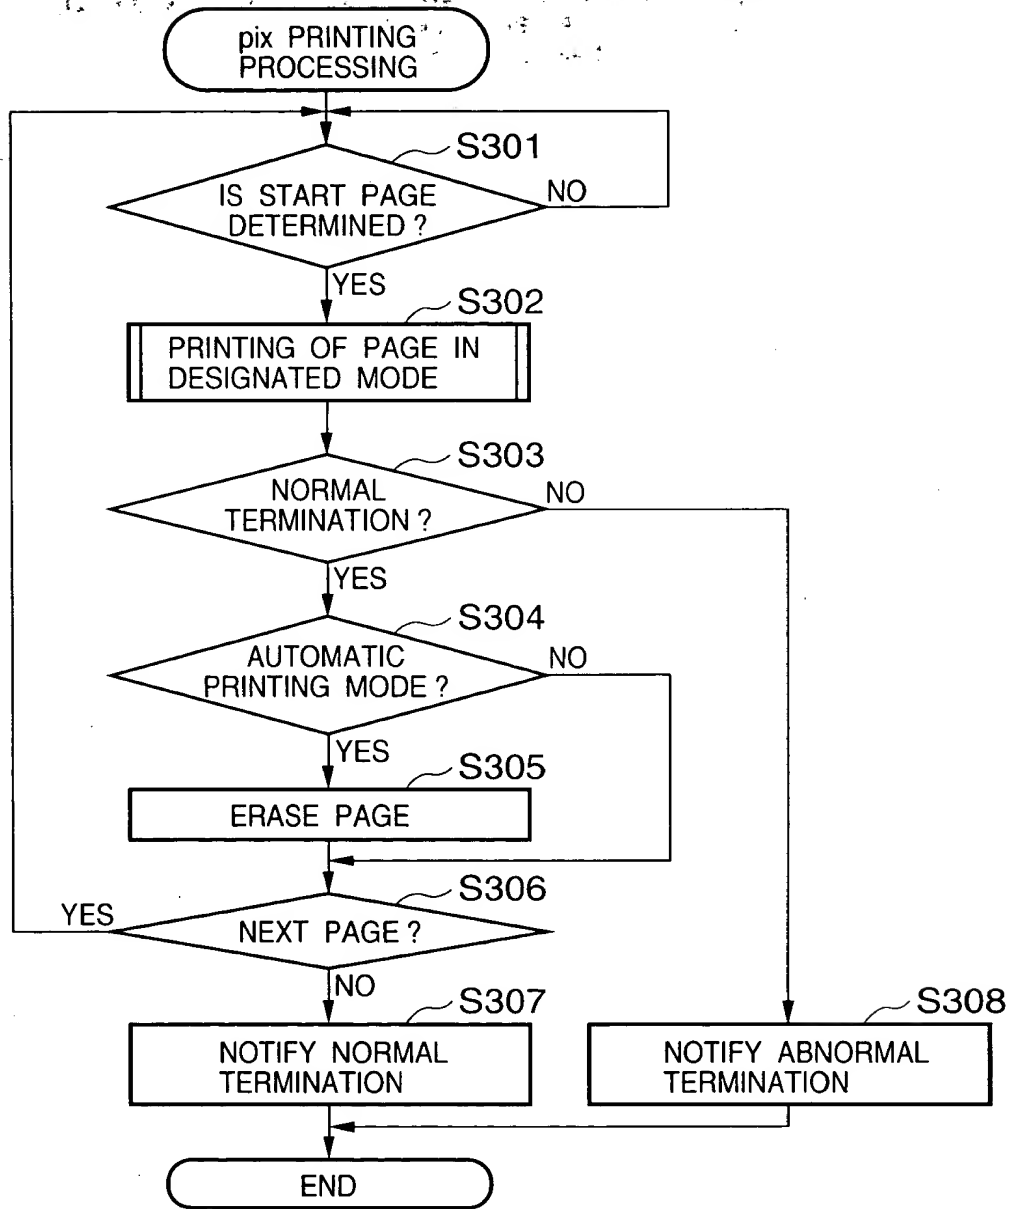 pix PRINTING
PROCESSING
S301
IS START PAGE
DETERMINED ?
NO
YES
S302
PRINTING OF PAGE IN
DESIGNATED MODE
S303
NORMAL
TERMINATION ?
NO
YES
S304
AUTOMATIC
PRINTING MODE ?
NO
YES
S305
ERASE PAGE
S306
YES
NEXT PAGE ?
NO
S307
NOTIFY NORMAL
TERMINATION
S308
NOTIFY ABNORMAL
TERMINATION
END